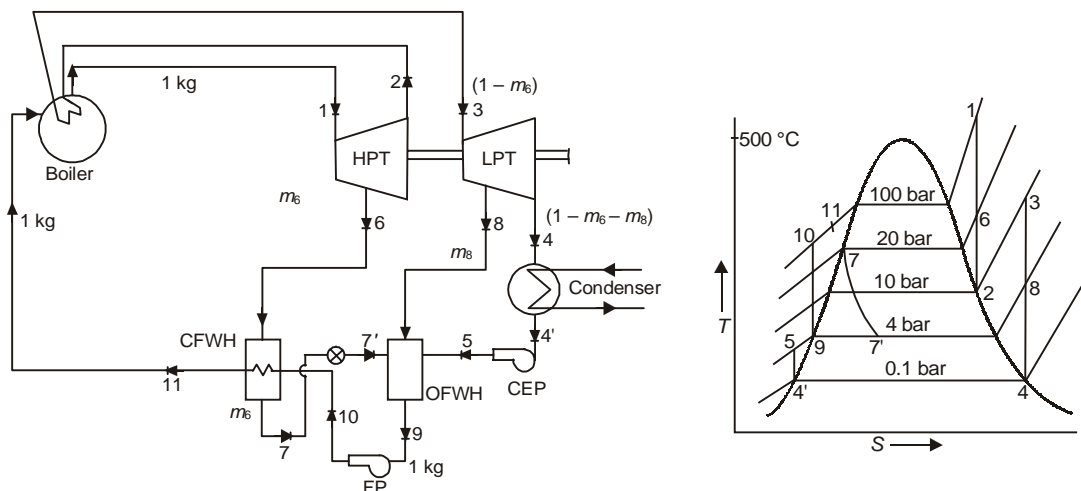 1 kg
2
(1 – m₆)
1
3
HPT
LPT
Boiler
m₆
(1 – m₆ – m₈)
1 kg
6
8
4
m₈
Condenser
CFWH
7′
5
4′
CEP
11
OFWH
m₆
10
9
7
1 kg
FP
500 °C
1
100 bar
3
11
6
10
20 bar
7
10 bar
2
8
T
4 bar
5
9
7′
0.1 bar
4′
4
S